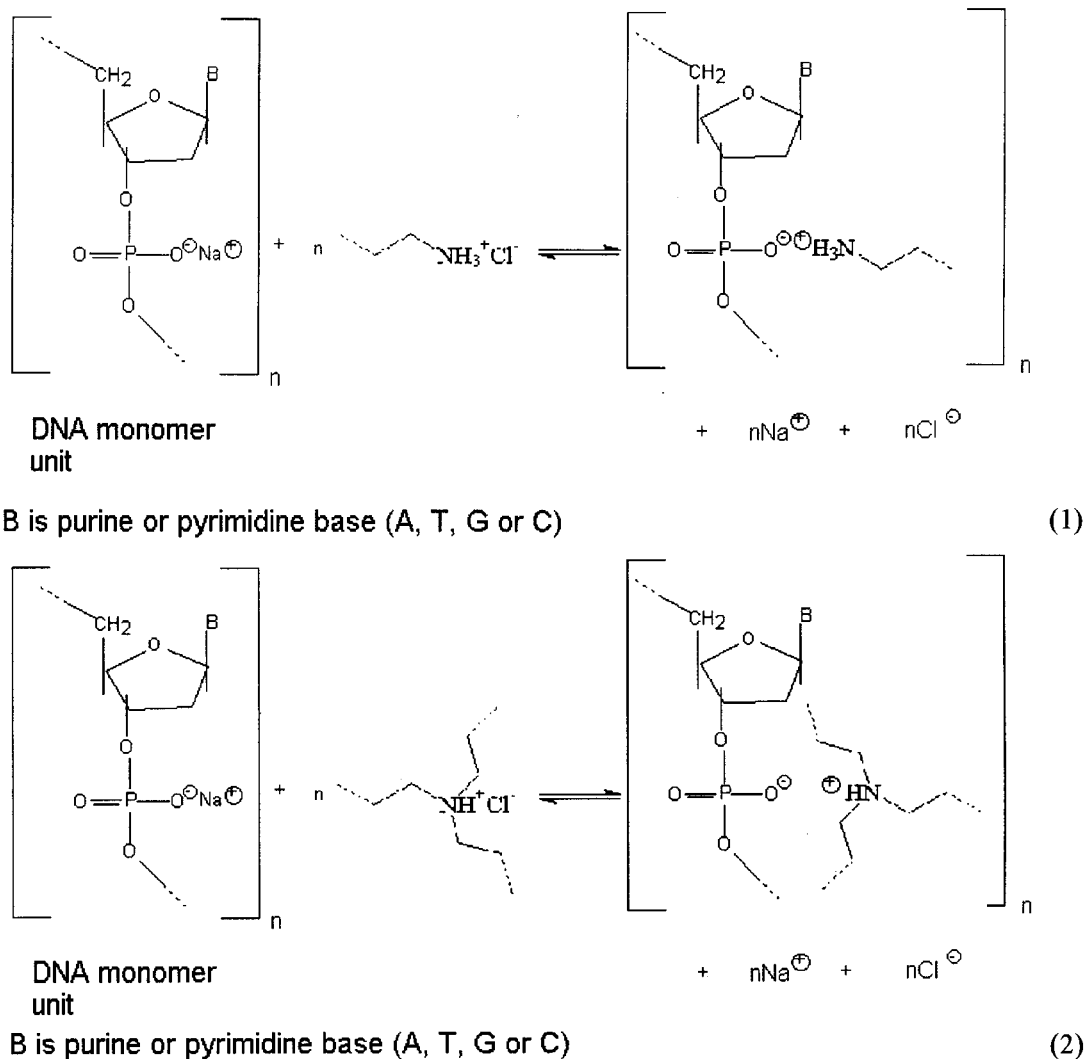 CH2 B CH2 B
O O
O O
O=P-O⊖Na⊕ + n NH3+Cl- ⇌ O=P-O⊖⊕H3N
O O
n n
DNA monomer + nNa⊕ + nCl⊖
unit
B is purine or pyrimidine base (A, T, G or C) (1)
CH2 B CH2 B
O O
O O
O=P-O⊖Na⊕ + n NH+Cl- ⇌ O=P-O⊖ ⊕HN
O O
n n
DNA monomer + nNa⊕ + nCl⊖
unit
B is purine or pyrimidine base (A, T, G or C) (2)